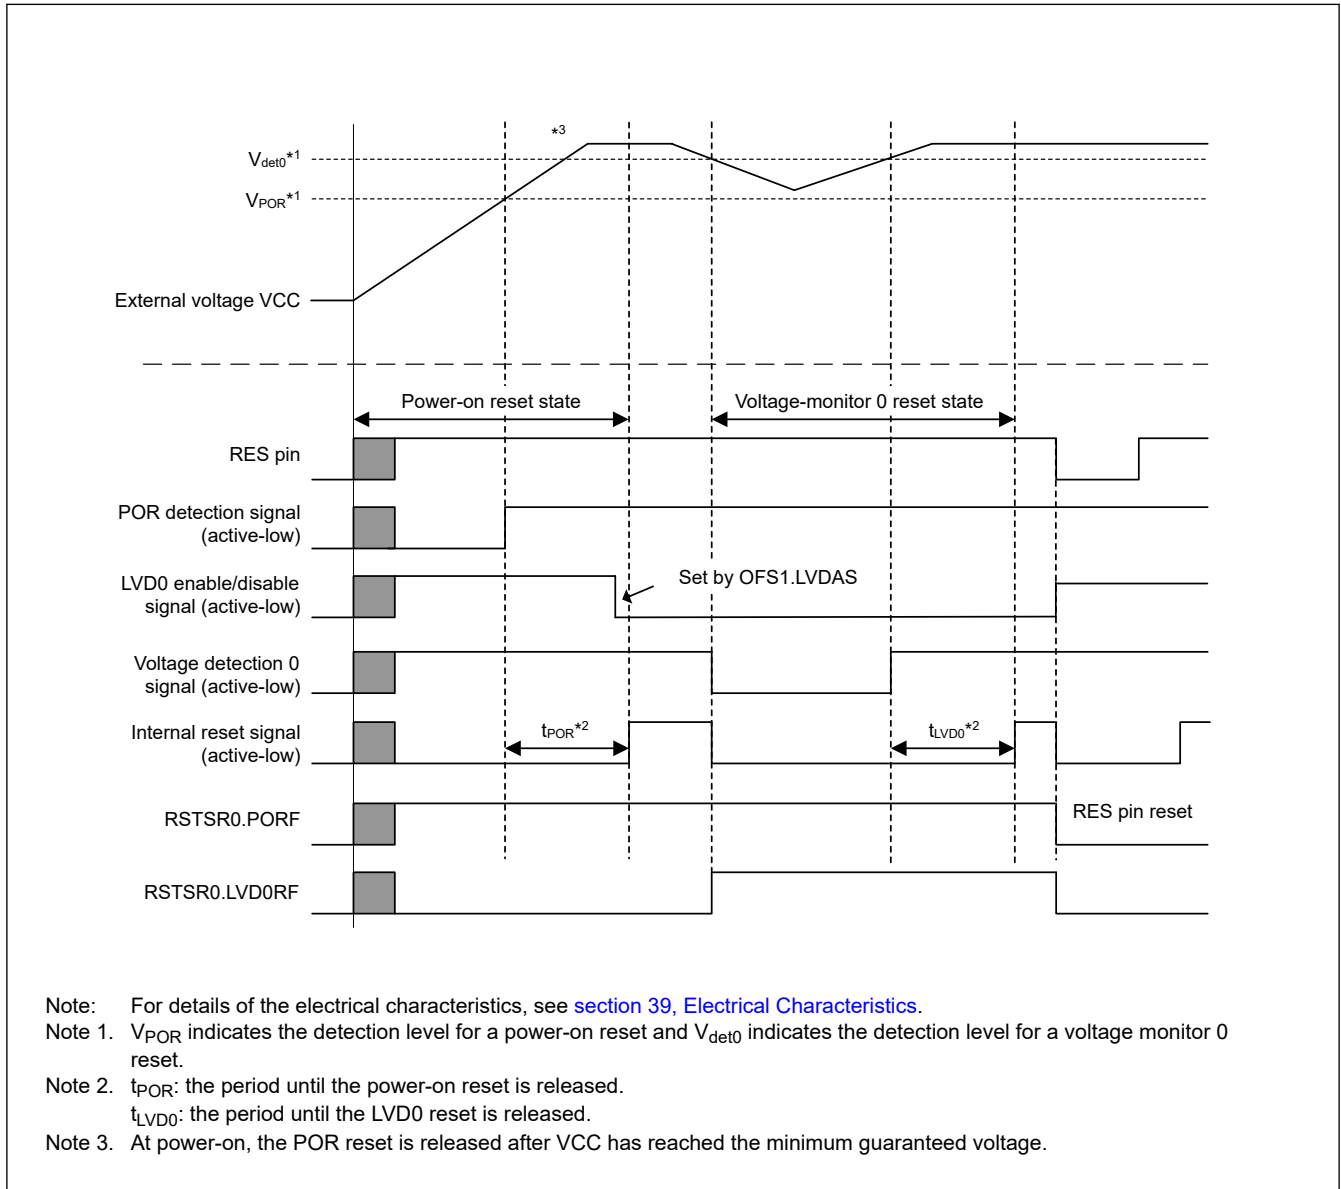 *3
Vdet0*1
VPOR*1
External voltage VCC
Power-on reset state
Voltage-monitor 0 reset state
RES pin
POR detection signal
(active-low)
LVD0 enable/disable
signal (active-low)
Set by OFS1.LVDAS
Voltage detection 0
signal (active-low)
Internal reset signal
(active-low)
tPOR*2
tLVD0*2
RSTSR0.PORF
RES pin reset
RSTSR0.LVD0RF
Note: For details of the electrical characteristics, see section 39, Electrical Characteristics.
Note 1. VPOR indicates the detection level for a power-on reset and Vdet0 indicates the detection level for a voltage monitor 0
reset.
Note 2. tPOR: the period until the power-on reset is released.
tLVD0: the period until the LVD0 reset is released.
Note 3. At power-on, the POR reset is released after VCC has reached the minimum guaranteed voltage.